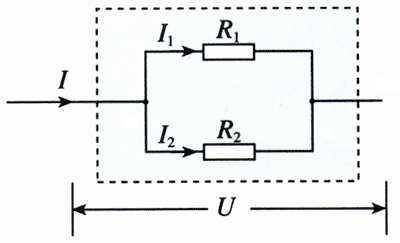 I₁ R₁
I
I₂ R₂
U